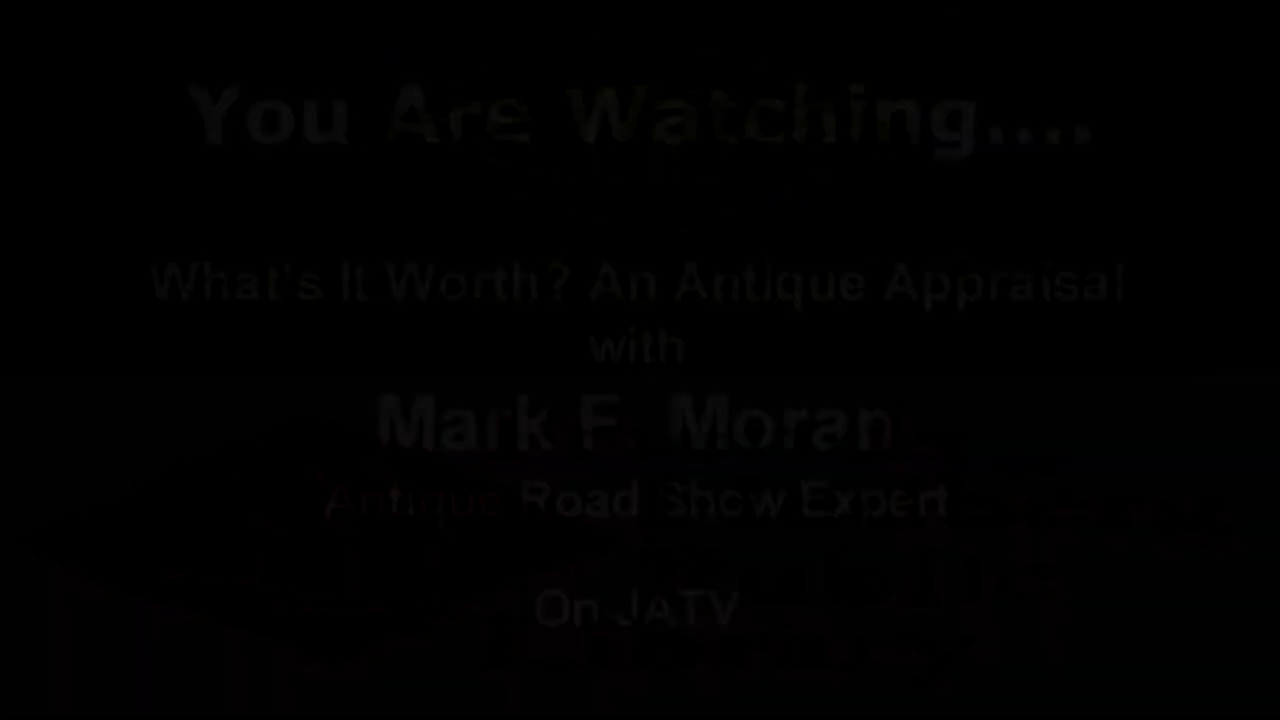 You Are Watching....
What's It Worth? An Antique Appraisal
with
Mark F. Moran
Antique Road Show Expert
On JATV